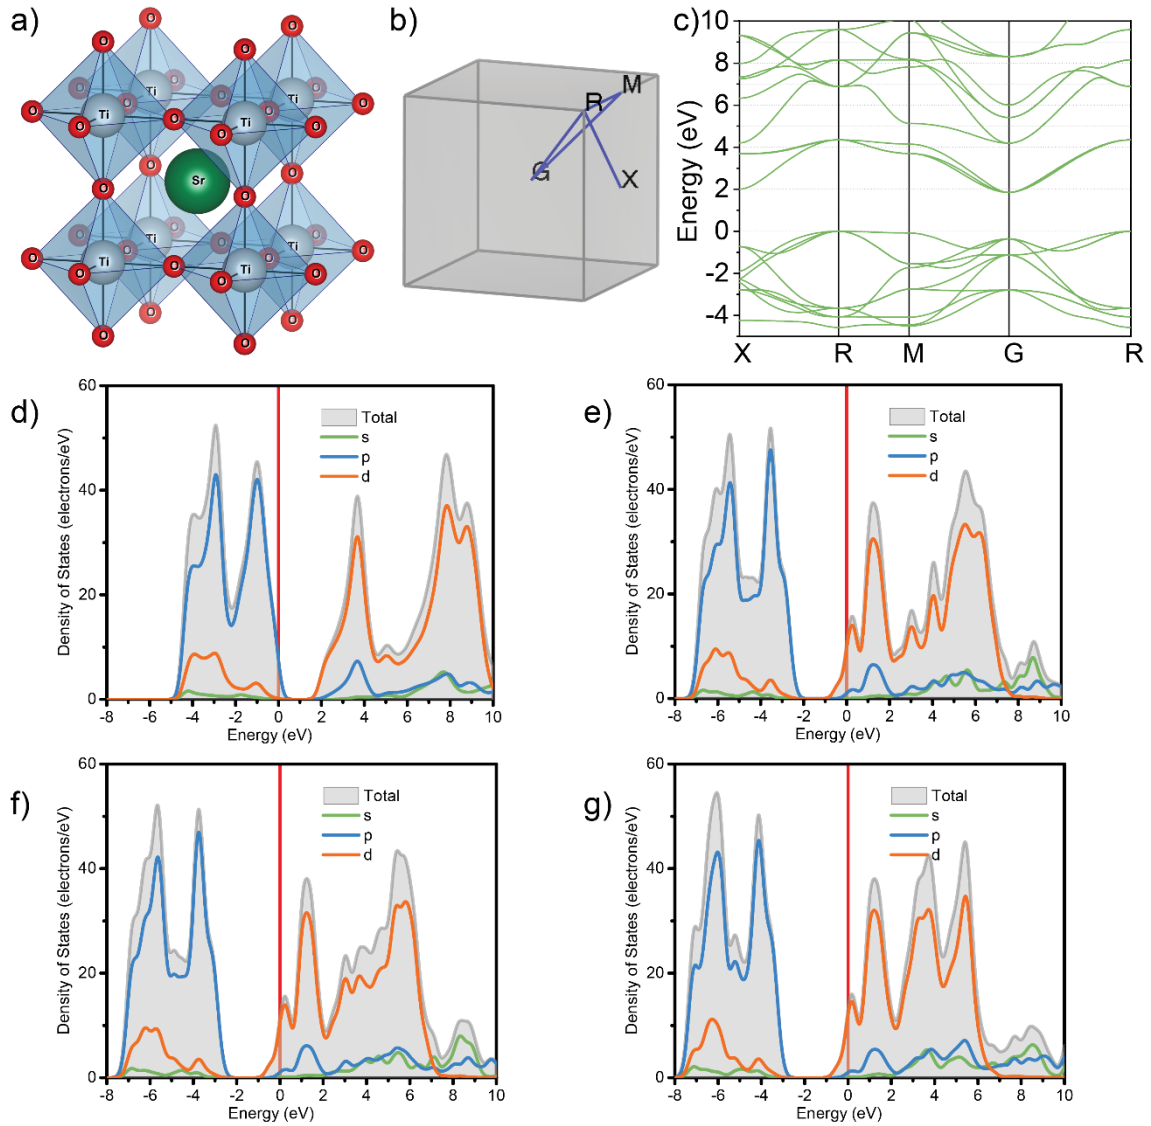 a)
O
O O O
O Ti O Ti
O Ti O Ti O O
O O
O O
Sr
O O
O O O
O Ti O Ti
O Ti O Ti O O
O O
O O
O O
b)
M
R
G
X
c)
Energy (eV)
10
8
6
4
2
0
-2
-4
X R M G R
d)
Density of States (electrons/eV)
60
40
20
0
Total
s
p
d
-8 -6 -4 -2 0 2 4 6 8 10
Energy (eV)
e)
Density of States (electrons/eV)
60
40
20
0
Total
s
p
d
-8 -6 -4 -2 0 2 4 6 8 10
Energy (eV)
f)
Density of States (electrons/eV)
60
40
20
0
Total
s
p
d
-8 -6 -4 -2 0 2 4 6 8 10
Energy (eV)
g)
Density of States (electrons/eV)
60
40
20
0
Total
s
p
d
-8 -6 -4 -2 0 2 4 6 8 10
Energy (eV)